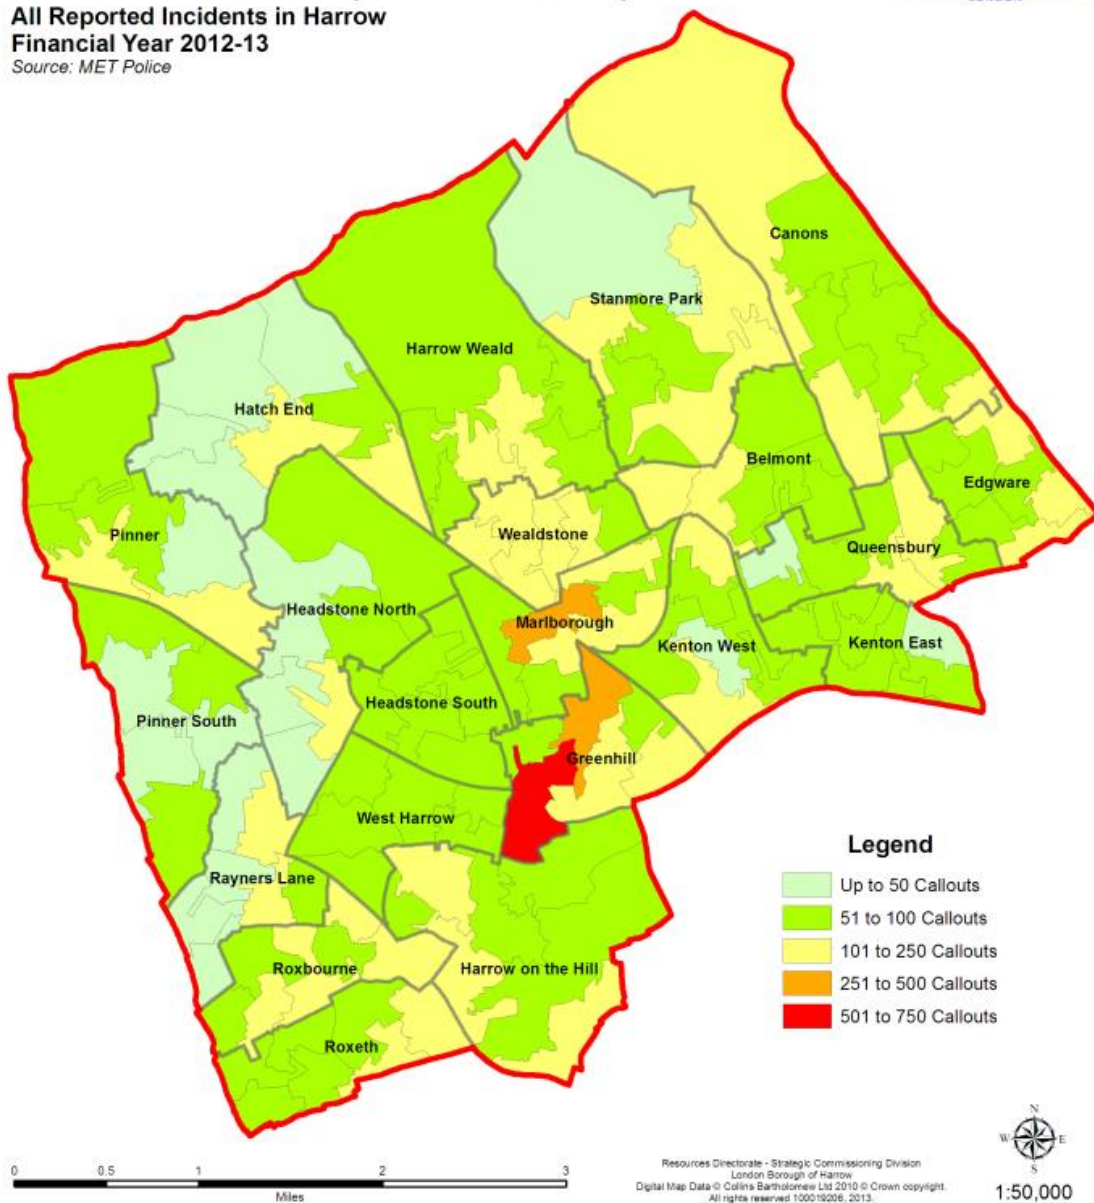 All Reported Incidents in Harrow
Financial Year 2012-13
Source: MET Police
Canons
Stanmore Park
Harrow Weald
Hatch End
Belmont
Edgware
Pinner
Wealdstone
Queensbury
Headstone North
Marlborough
Kenton West
Kenton East
Headstone South
Pinner South
Greenhill
West Harrow
Rayners Lane
Roxbourne
Harrow on the Hill
Roxeth
Legend
Up to 50 Callouts
51 to 100 Callouts
101 to 250 Callouts
251 to 500 Callouts
501 to 750 Callouts
N
W E
S
0 0.5 1 2 3
Miles
Resources Directorate - Strategic Commissioning Division
London Borough of Harrow
Digital Map Data © Collins Bartholomew Ltd 2010 © Crown copyright.
All rights reserved 100019206, 2013.
1:50,000